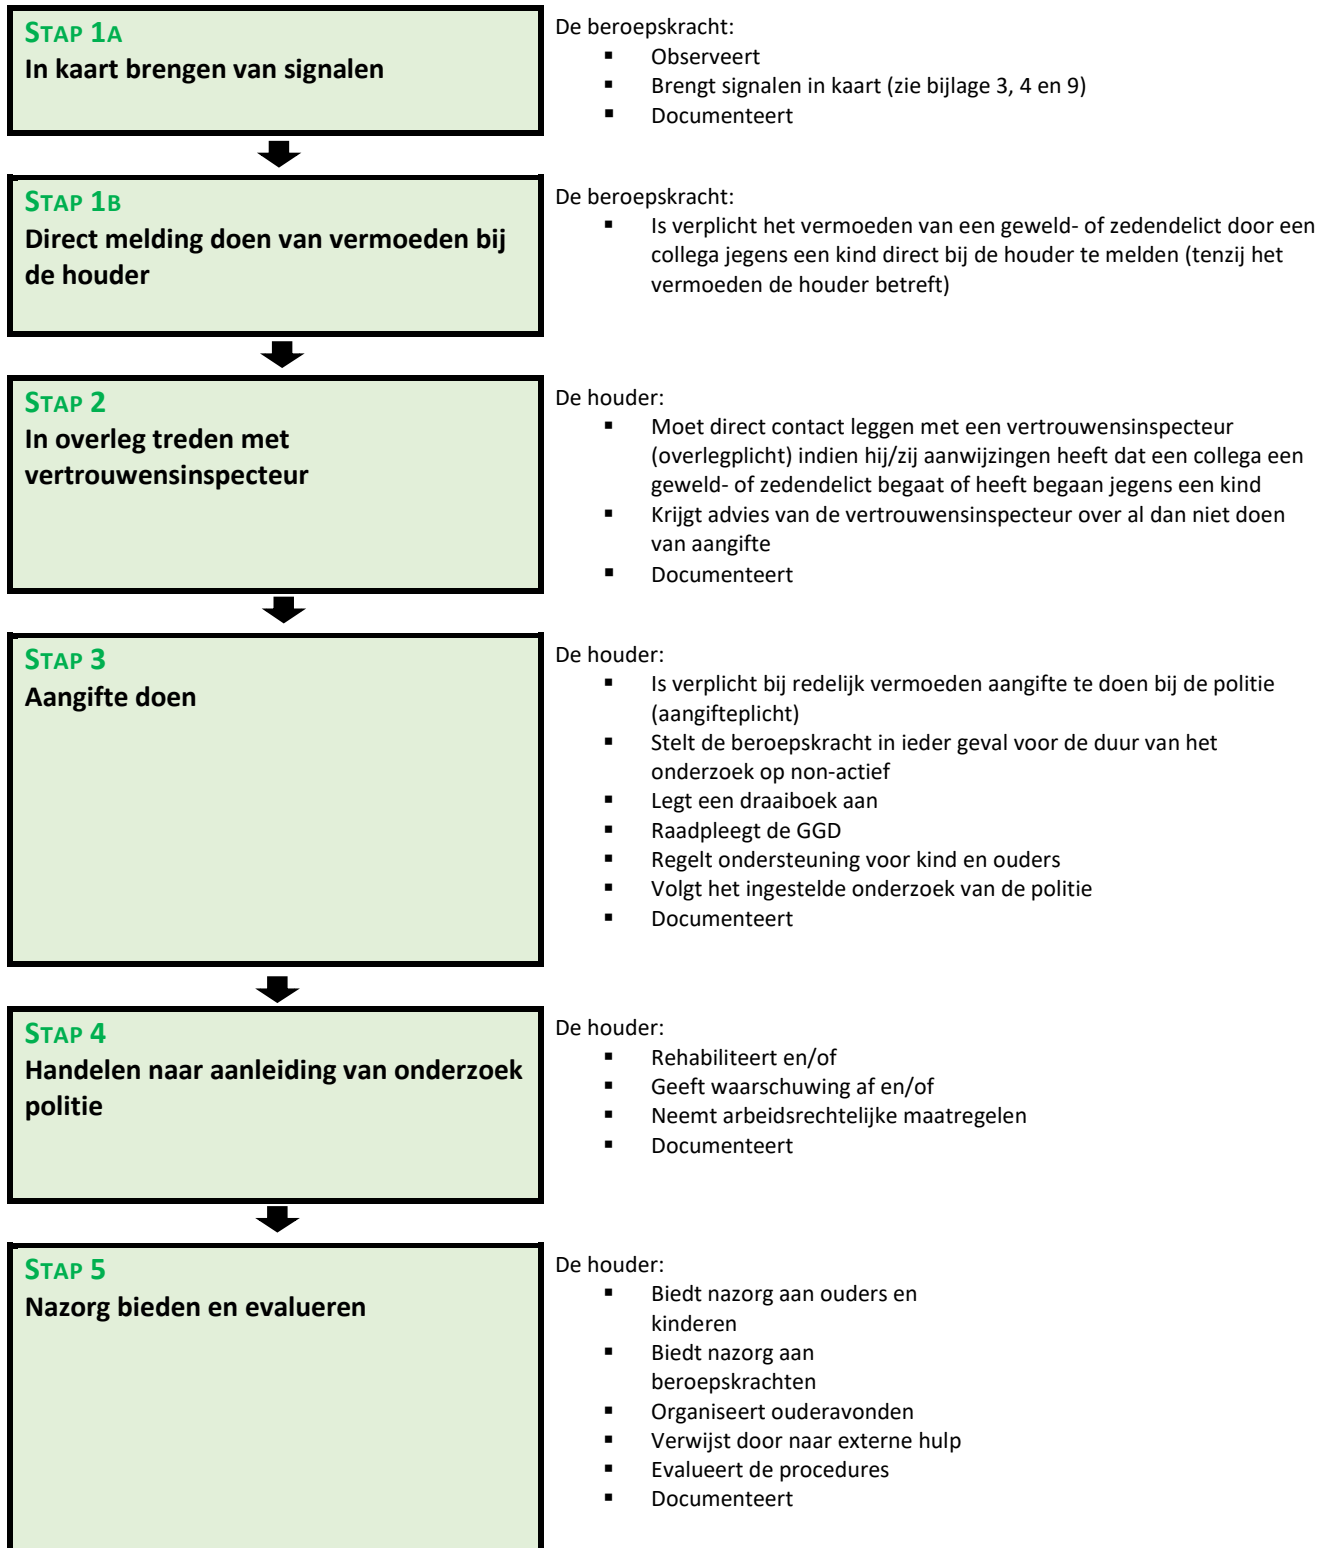 STAP 1A
In kaart brengen van signalen
De beroepskracht:
▪ Observeert
▪ Brengt signalen in kaart (zie bijlage 3, 4 en 9)
▪ Documenteert
STAP 1B
Direct melding doen van vermoeden bij
de houder
De beroepskracht:
▪ Is verplicht het vermoeden van een geweld- of zedendelict door een
collega jegens een kind direct bij de houder te melden (tenzij het
vermoeden de houder betreft)
STAP 2
In overleg treden met
vertrouwensinspecteur
De houder:
▪ Moet direct contact leggen met een vertrouwensinspecteur
(overlegplicht) indien hij/zij aanwijzingen heeft dat een collega een
geweld- of zedendelict begaat of heeft begaan jegens een kind
▪ Krijgt advies van de vertrouwensinspecteur over al dan niet doen
van aangifte
▪ Documenteert
STAP 3
Aangifte doen
De houder:
▪ Is verplicht bij redelijk vermoeden aangifte te doen bij de politie
(aangifteplicht)
▪ Stelt de beroepskracht in ieder geval voor de duur van het
onderzoek op non-actief
▪ Legt een draaiboek aan
▪ Raadpleegt de GGD
▪ Regelt ondersteuning voor kind en ouders
▪ Volgt het ingestelde onderzoek van de politie
▪ Documenteert
STAP 4
Handelen naar aanleiding van onderzoek
politie
De houder:
▪ Rehabiliteert en/of
▪ Geeft waarschuwing af en/of
▪ Neemt arbeidsrechtelijke maatregelen
▪ Documenteert
STAP 5
Nazorg bieden en evalueren
De houder:
▪ Biedt nazorg aan ouders en
kinderen
▪ Biedt nazorg aan
beroepskrachten
▪ Organiseert ouderavonden
▪ Verwijst door naar externe hulp
▪ Evalueert de procedures
▪ Documenteert